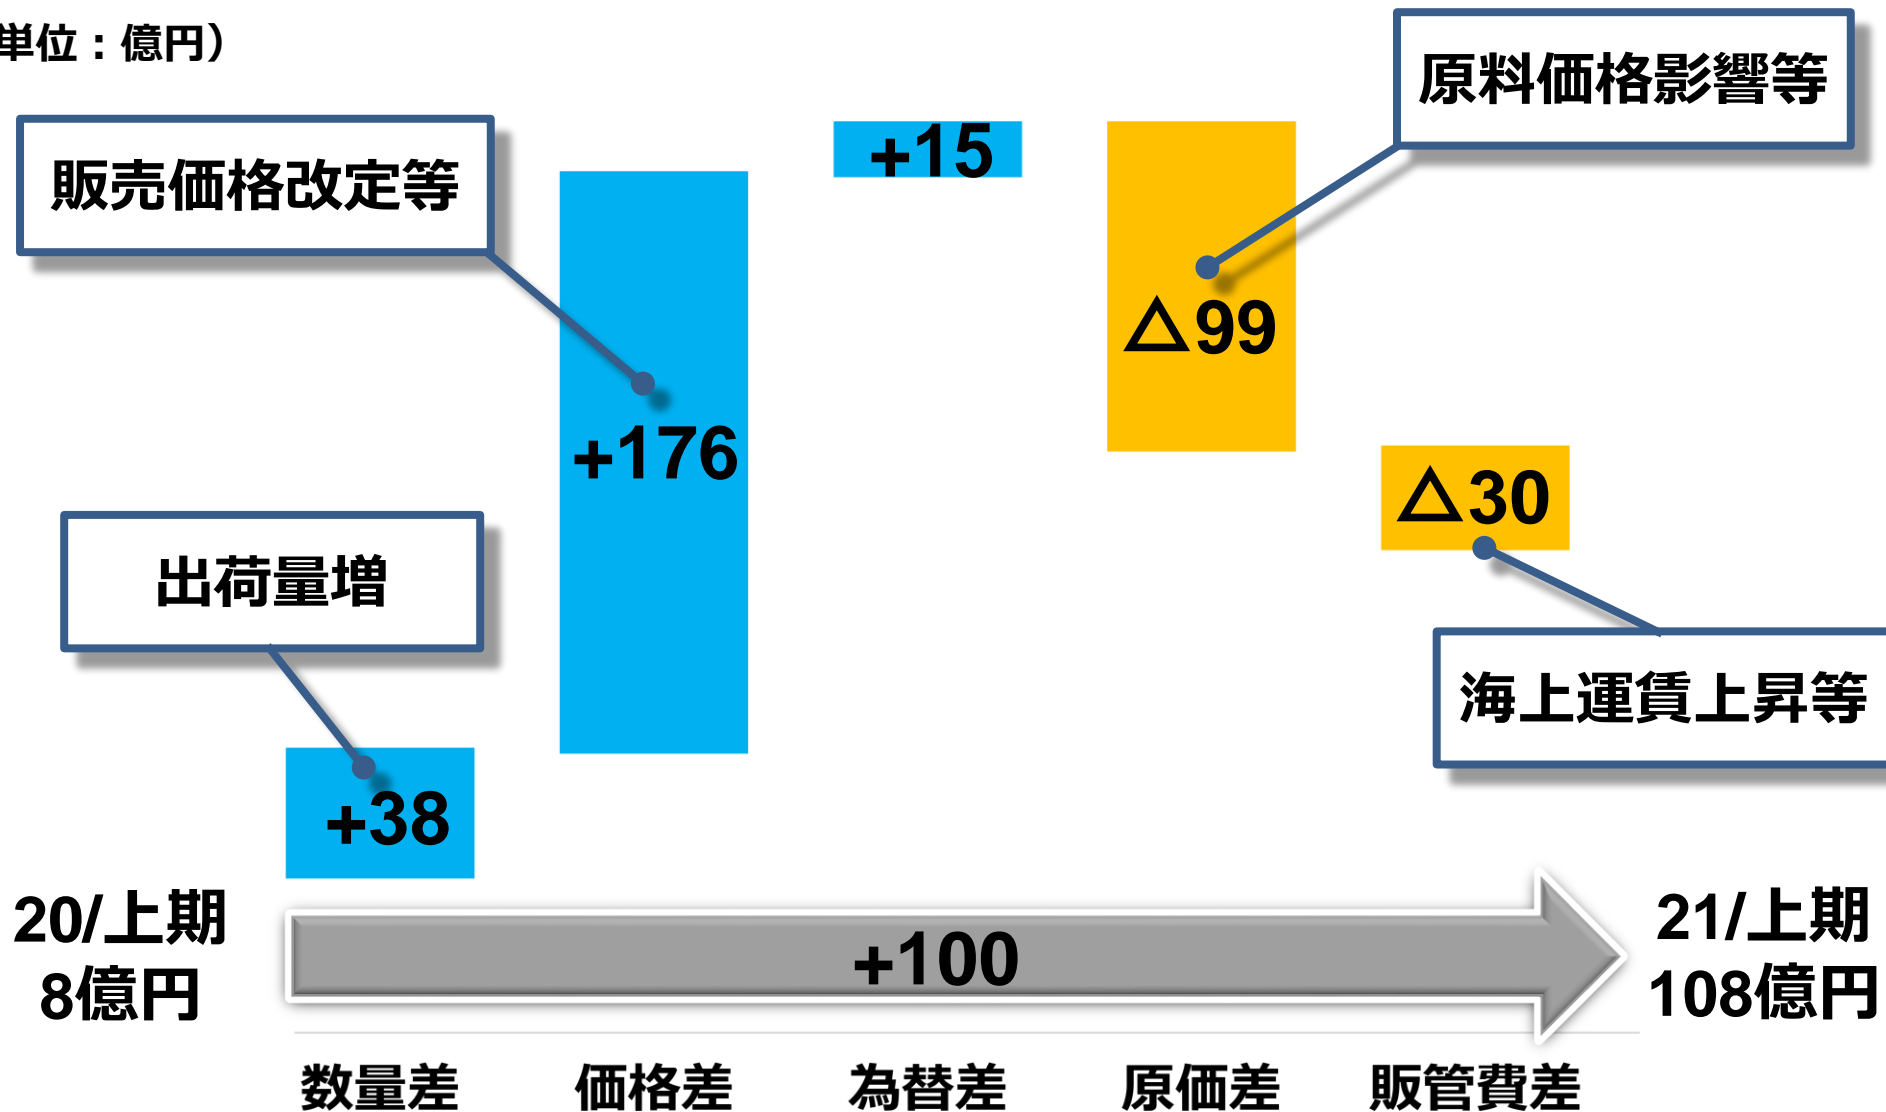 単位：億円）
原料価格影響等
販売価格改定等
+15
△99
+176
△30
出荷量増
海上運賃上昇等
+38
20/上期
8億円
+100
21/上期
108億円
数量差 価格差 為替差 原価差 販管費差